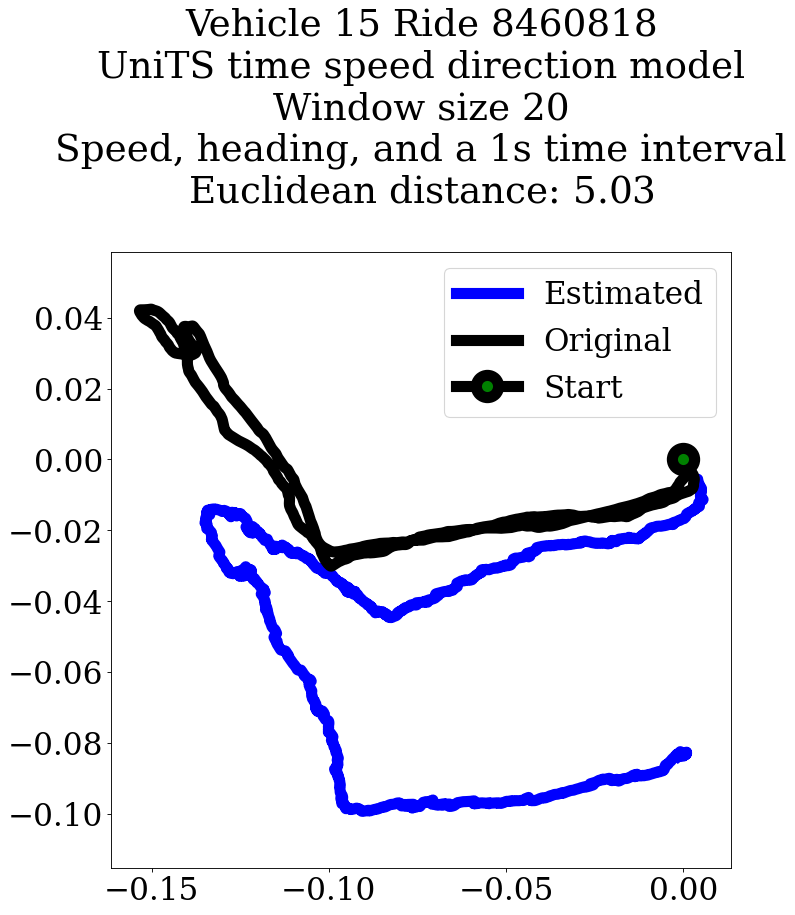 Vehicle 15 Ride 8460818
UniTS time speed direction model
Window size 20
Speed, heading, and a 1s time interval
Euclidean distance: 5.03
Estimated
Original
Start
0.04
0.02
0.00
−0.02
−0.04
−0.06
−0.08
−0.10
−0.15
−0.10
−0.05
0.00